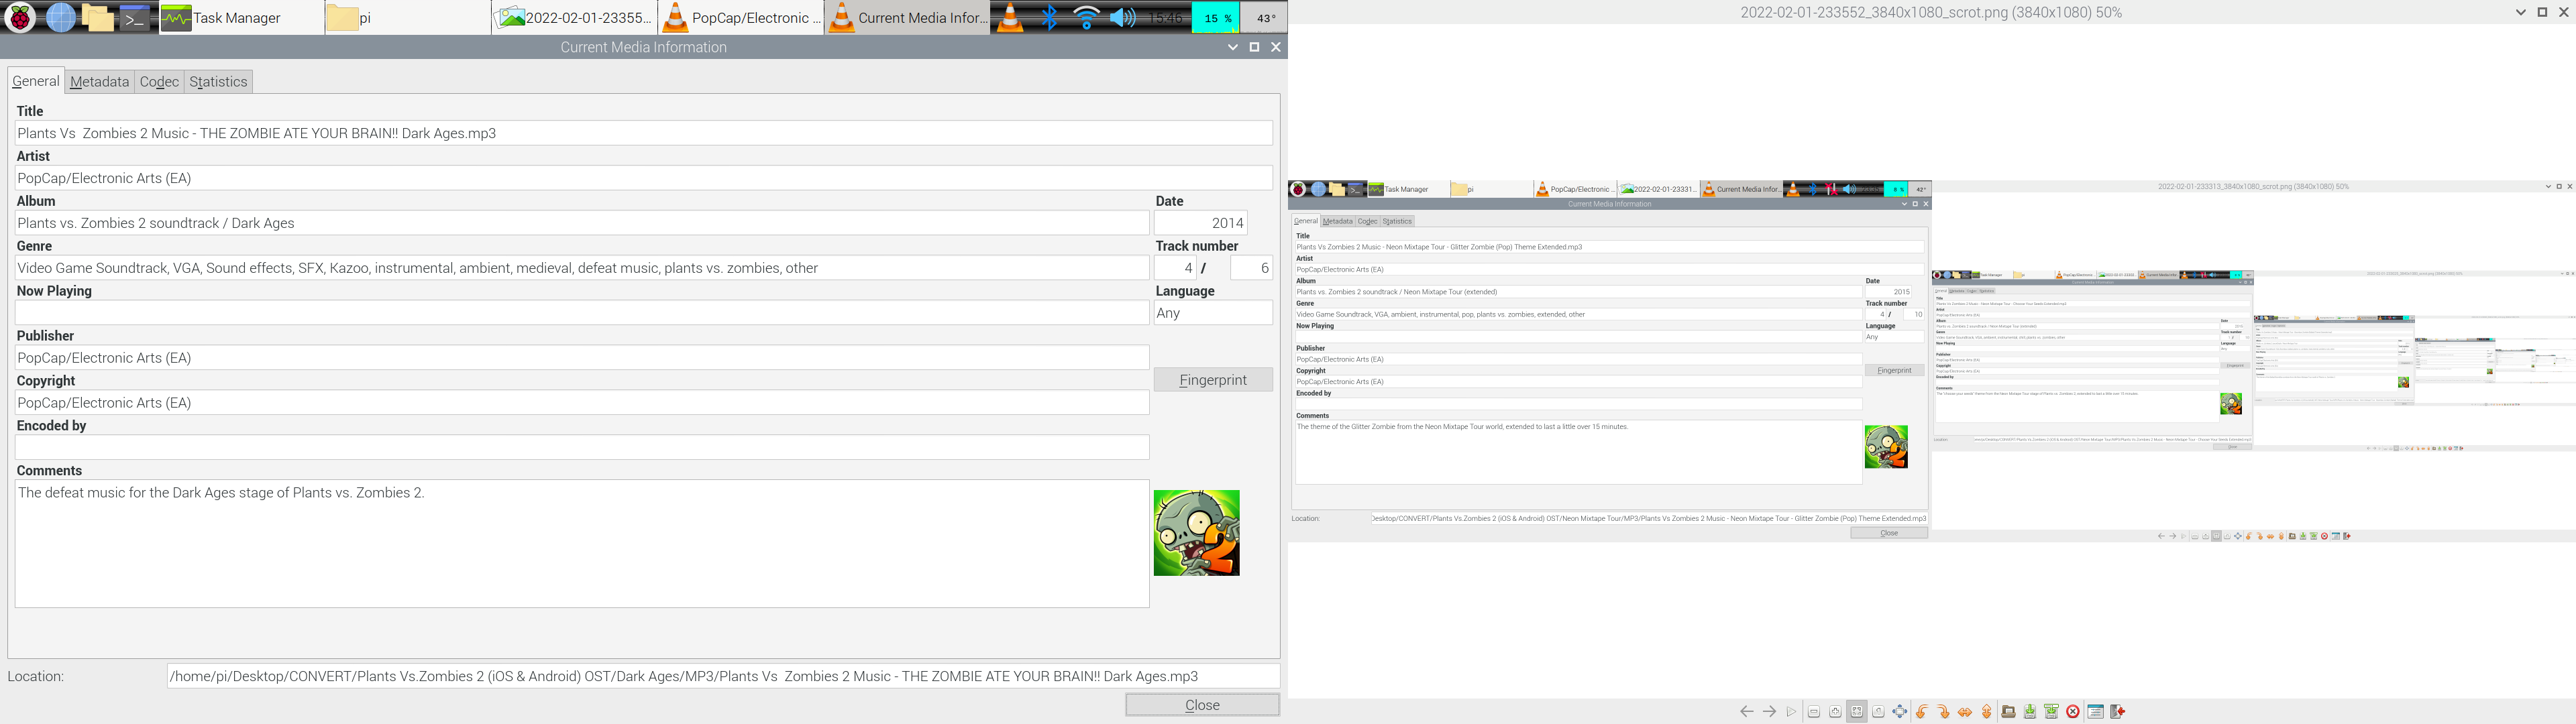 Task Manager
pi
2022-02-01-23355...
PopCap/Electronic ...
Current Media Infor...
15:46
15 %
43°
Current Media Information
General
Metadata
Codec
Statistics
Title
Plants Vs  Zombies 2 Music - THE ZOMBIE ATE YOUR BRAIN!! Dark Ages.mp3
Artist
PopCap/Electronic Arts (EA)
Album
Date
Plants vs. Zombies 2 soundtrack / Dark Ages
2014
Genre
Track number
Video Game Soundtrack, VGA, Sound effects, SFX, Kazoo, instrumental, ambient, medieval, defeat music, plants vs. zombies, other
4 / 6
Now Playing
Language
Any
Publisher
PopCap/Electronic Arts (EA)
Copyright
Fingerprint
PopCap/Electronic Arts (EA)
Encoded by
Comments
The defeat music for the Dark Ages stage of Plants vs. Zombies 2.
2
Location:
/home/pi/Desktop/CONVERT/Plants Vs.Zombies 2 (iOS & Android) OST/Dark Ages/MP3/Plants Vs  Zombies 2 Music - THE ZOMBIE ATE YOUR BRAIN!! Dark Ages.mp3
Close
2022-02-01-233552_3840x1080_scrot.png (3840x1080) 50%
Task Manager
pi
PopCap/Electronic ...
2022-02-01-23331...
Current Media Infor...
8 %
42°
Current Media Information
General
Metadata
Codec
Statistics
Title
Plants Vs Zombies 2 Music - Neon Mixtape Tour - Glitter Zombie (Pop) Theme Extended.mp3
Artist
PopCap/Electronic Arts (EA)
Album
Date
Plants vs. Zombies 2 soundtrack / Neon Mixtape Tour (extended)
2015
Genre
Track number
Video Game Soundtrack, VGA, ambient, instrumental, pop, plants vs. zombies, extended, other
4 / 10
Now Playing
Language
Any
Publisher
PopCap/Electronic Arts (EA)
Copyright
Fingerprint
PopCap/Electronic Arts (EA)
Encoded by
Comments
The theme of the Glitter Zombie from the Neon Mixtape Tour world, extended to last a little over 15 minutes.
2
Location:
Desktop/CONVERT/Plants Vs.Zombies 2 (iOS & Android) OST/Neon Mixtape Tour/MP3/Plants Vs Zombies 2 Music - Neon Mixtape Tour - Glitter Zombie (Pop) Theme Extended.mp3
Close
2022-02-01-233313_3840x1080_scrot.png (3840x1080) 50%